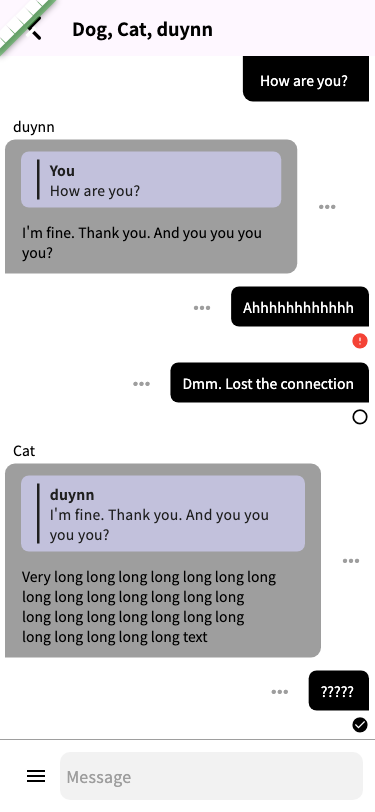 Dog, Cat, duynn
How are you?
duynn
You
How are you?
I'm fine. Thank you. And you you you
you?
Ahhhhhhhhhhhh
Dmm. Lost the connection
Cat
duynn
I'm fine. Thank you. And you you
you you?
Very long long long long long long long
long long long long long long long
long long long long long long long
long long long long long text
?????
Message